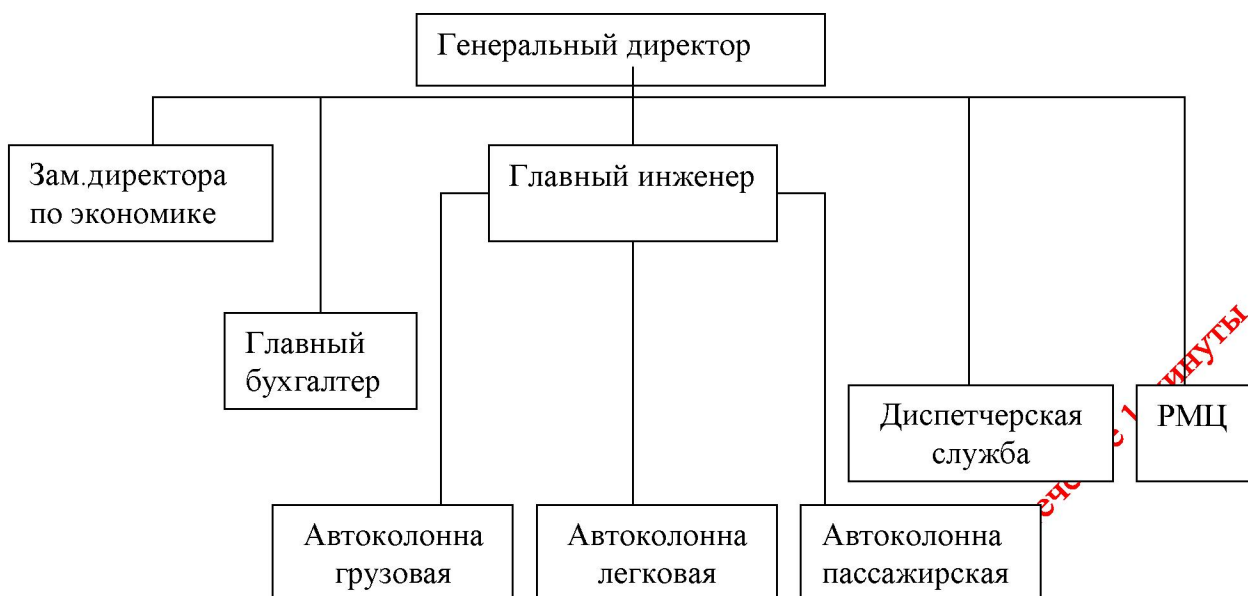 Генеральный директор
Зам.директора
по экономике
Главный инженер
Главный
бухгалтер
Диспетчерская
служба
РМЦ
Автоколонна
грузовая
Автоколонна
легковая
Автоколонна
пассажирская